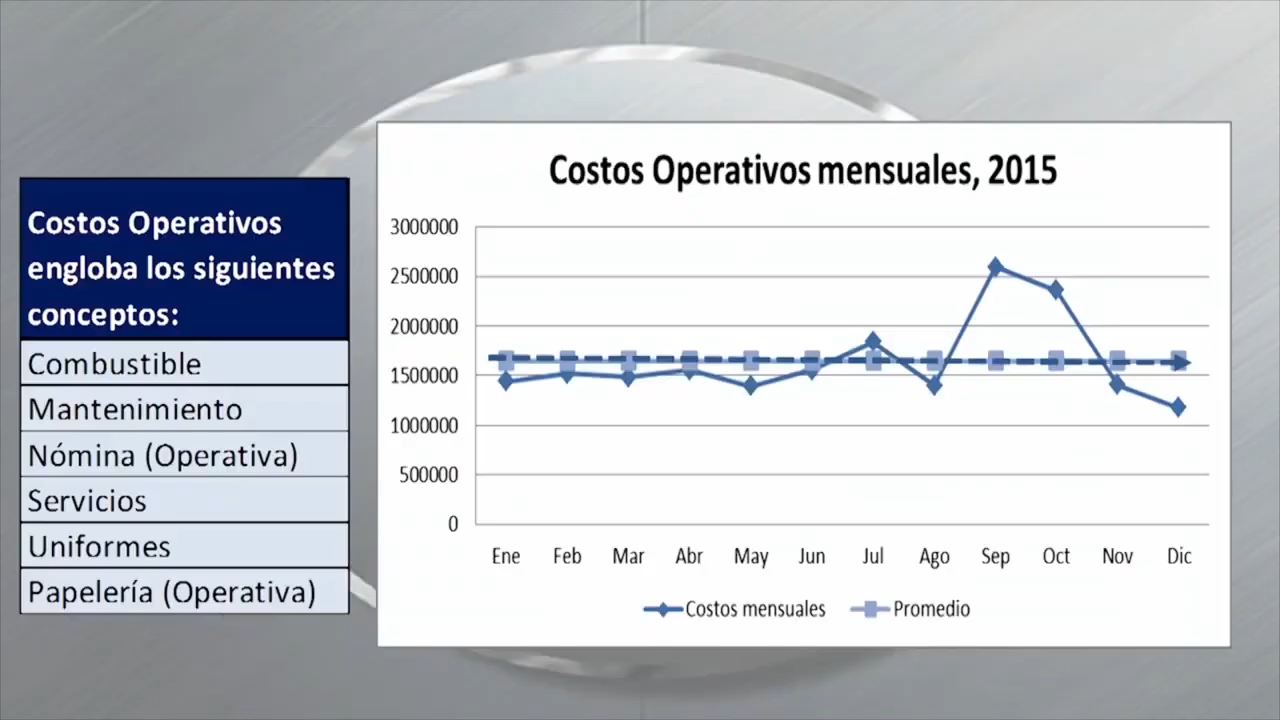 Costos Operativos
engloba los siguientes
conceptos:
Combustible
Mantenimiento
Nómina (Operativa)
Servicios
Uniformes
Papelería (Operativa)
Costos Operativos mensuales, 2015
3000000
2500000
2000000
1500000
1000000
500000
0
Ene Feb Mar Abr May Jun Jul Ago Sep Oct Nov Dic
Costos mensuales Promedio